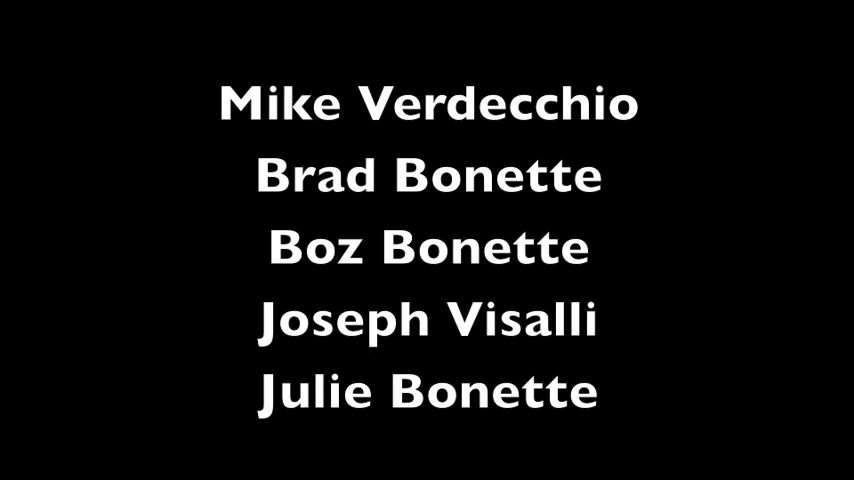 Mike Verdecchio
Brad Bonette
Boz Bonette
Joseph Visalli
Julie Bonette